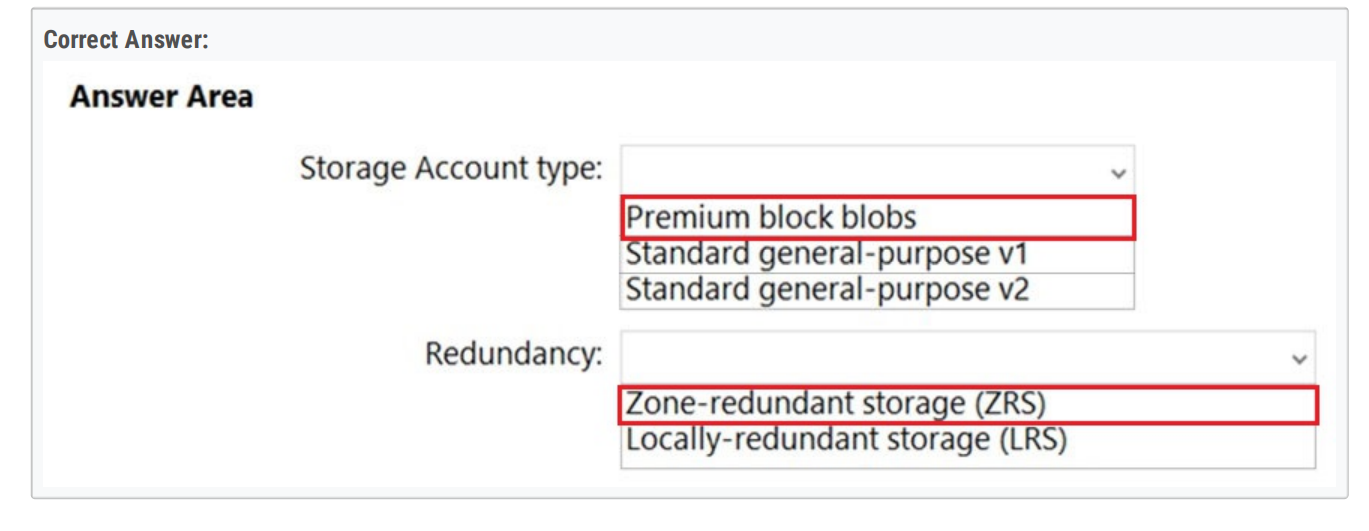 Correct Answer:
Answer Area
Storage Account type:
Premium block blobs
Standard general-purpose v1
Standard general-purpose v2
Redundancy:
Zone-redundant storage (ZRS)
Locally-redundant storage (LRS)